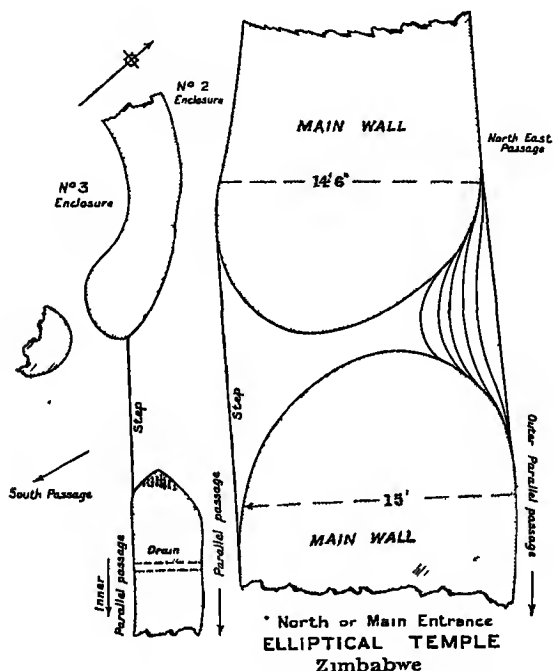 Nº 2
Enclosure
MAIN WALL
North East
Passage
Nº 3
Enclosure
14' 6"
Step
Step
South Passage
Outer Parallel passage
Parallel passage
15'
Drain
MAIN WALL
Inner
Parallel passage
North or Main Entrance
ELLIPTICAL TEMPLE
Zimbabwe